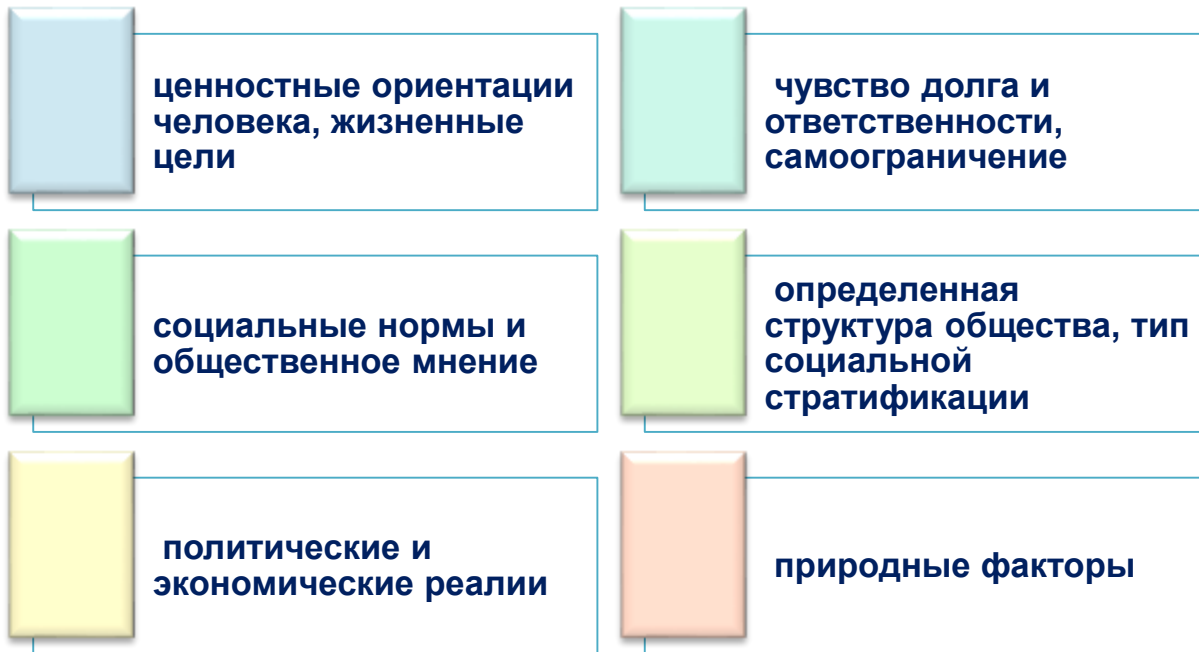 ценностные ориентации
человека, жизненные
цели
чувство долга и
ответственности,
самоограничение
социальные нормы и
общественное мнение
определенная
структура общества, тип
социальной
стратификации
политические и
экономические реалии
природные факторы